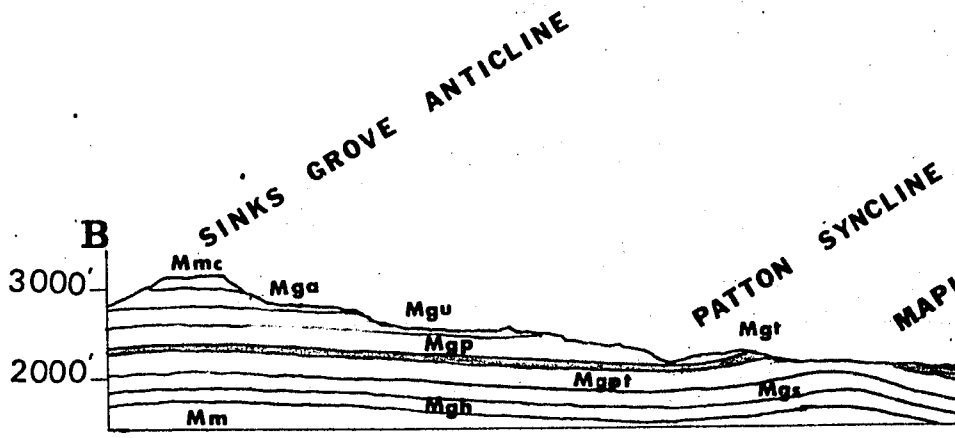 SINKS GROVE ANTICLINE
PATTON SYNCLINE
B
Mmc
3000'
Mga
Mgu
Mgt
Mgp
2000'
Mgpt
Mgs
Mgh
Mm